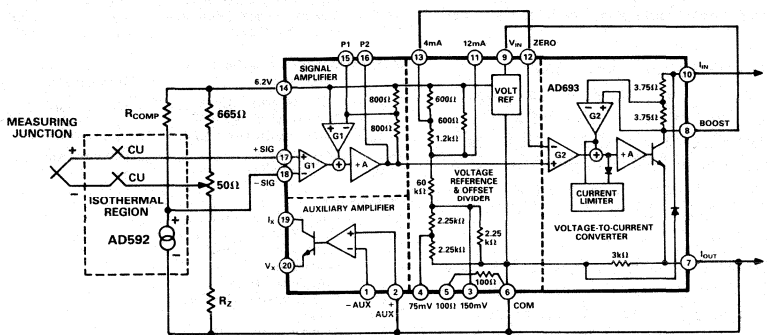 P1 P2 4mA 12mA VIN ZERO
15 16 13 11 9 12
SIGNAL
AMPLIFIER
6.2V 14
VOLT
REF
AD693
10 IIN
3.75Ω
3.75Ω
8 BOOST
RCOMP
665Ω
800Ω
800Ω
600Ω
600Ω
1.2kΩ
G1
G2
MEASURING
JUNCTION
+ CU
+SIG 17
+ G1
+
+A
G2
+
+A
- CU
-SIG 18
50Ω
ISOTHERMAL
REGION
AD592
+
-
60
kΩ
VOLTAGE
REFERENCE
& OFFSET
DIVIDER
CURRENT
LIMITER
AUXILIARY AMPLIFIER
2.25kΩ
2.25kΩ
2.25
kΩ
VOLTAGE-TO-CURRENT
CONVERTER
IX 19
VX 20
3kΩ
7 IOUT
100Ω
RZ
1 2 4 5 3 6
-AUX + 75mV 100Ω 150mV COM
AUX